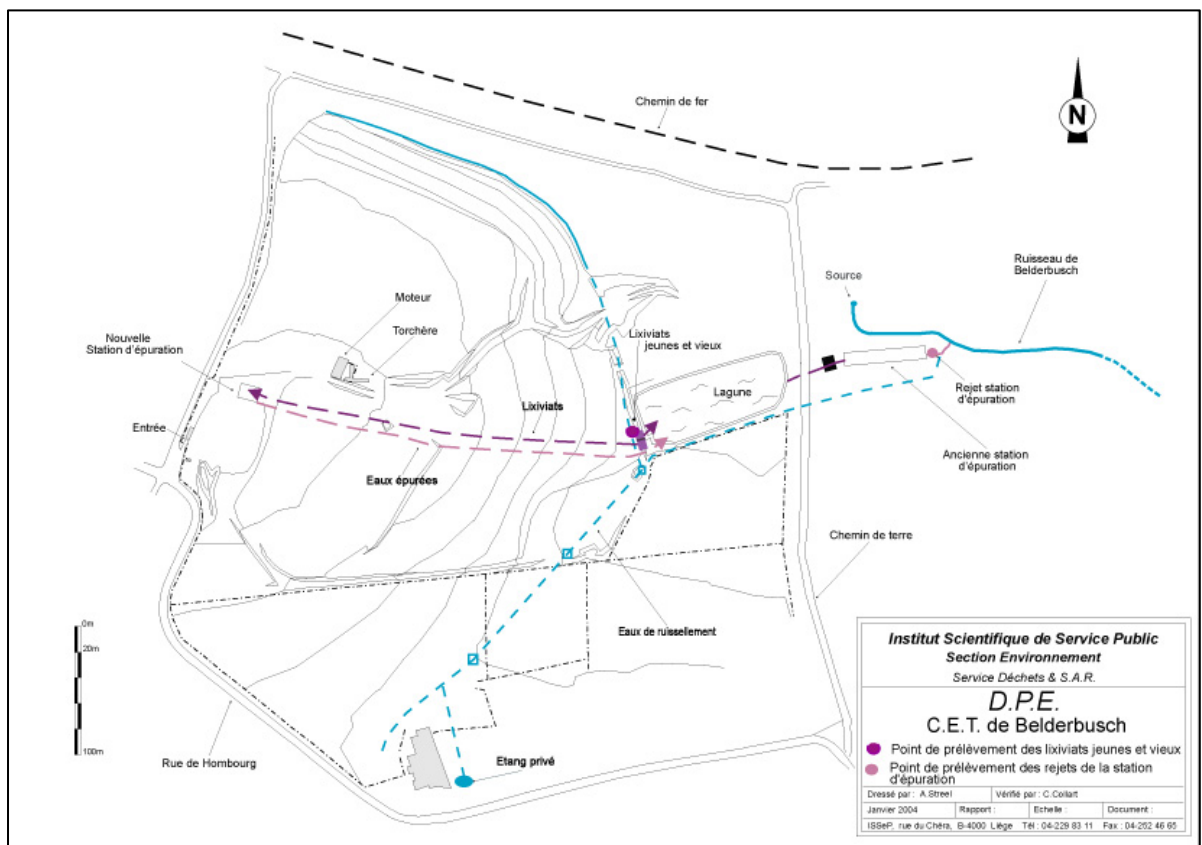 Chemin de fer
N
Ruisseau de
Belderbusch
Source
Moteur
Torchère
Nouvelle
Station d'épuration
Lixiviats
jeunes et vieux
Lagune
Rejet station
d'épuration
Lixiviats
Entrée
Ancienne station
d'épuration
Eaux épurées
Chemin de terre
0m
20m
100m
Eaux de ruissellement
Rue de Hombourg
Etang privé
Institut Scientifique de Service Public
Section Environnement
Service Déchets & S.A.R.
D.P.E.
C.E.T. de Belderbusch
Point de prélèvement des lixiviats jeunes et vieux
Point de prélèvement des rejets de la station
d'épuration
Dressé par : A.Streel Vérifié par : C.Collart
Janvier 2004 Rapport : Echelle : Document :
ISSeP, rue du Chéra, B-4000 Liège Tél : 04-229 83 11 Fax : 04-252 46 65